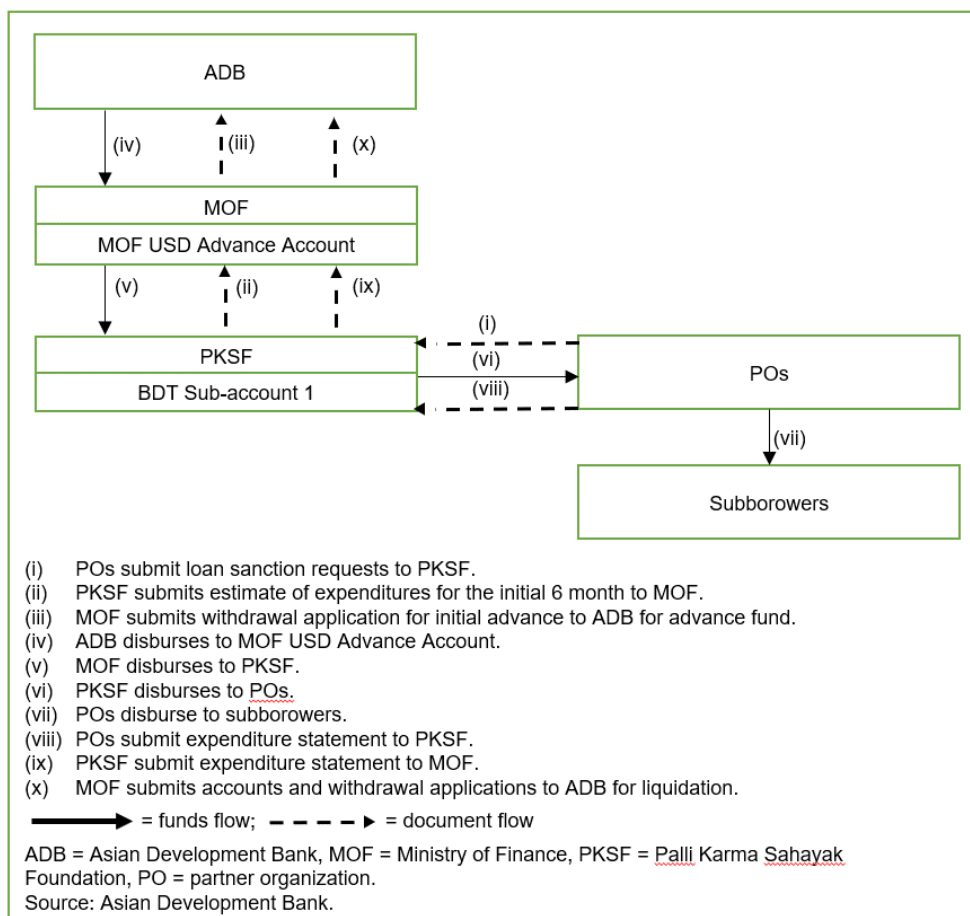 ADB
(iv)
(iii)
(x)
MOF
MOF USD Advance Account
(v)
(ii)
(ix)
(i)
PKSF
(vi)
POs
BDT Sub-account 1
(viii)
(vii)
Subborowers
(i) POs submit loan sanction requests to PKSF.
(ii) PKSF submits estimate of expenditures for the initial 6 month to MOF.
(iii) MOF submits withdrawal application for initial advance to ADB for advance fund.
(iv) ADB disburses to MOF USD Advance Account.
(v) MOF disburses to PKSF.
(vi) PKSF disburses to POs.
(vii) POs disburse to subborowers.
(viii) POs submit expenditure statement to PKSF.
(ix) PKSF submit expenditure statement to MOF.
(x) MOF submits accounts and withdrawal applications to ADB for liquidation.
= funds flow; = document flow
ADB = Asian Development Bank, MOF = Ministry of Finance, PKSF = Palli Karma Sahayak
Foundation, PO = partner organization.
Source: Asian Development Bank.